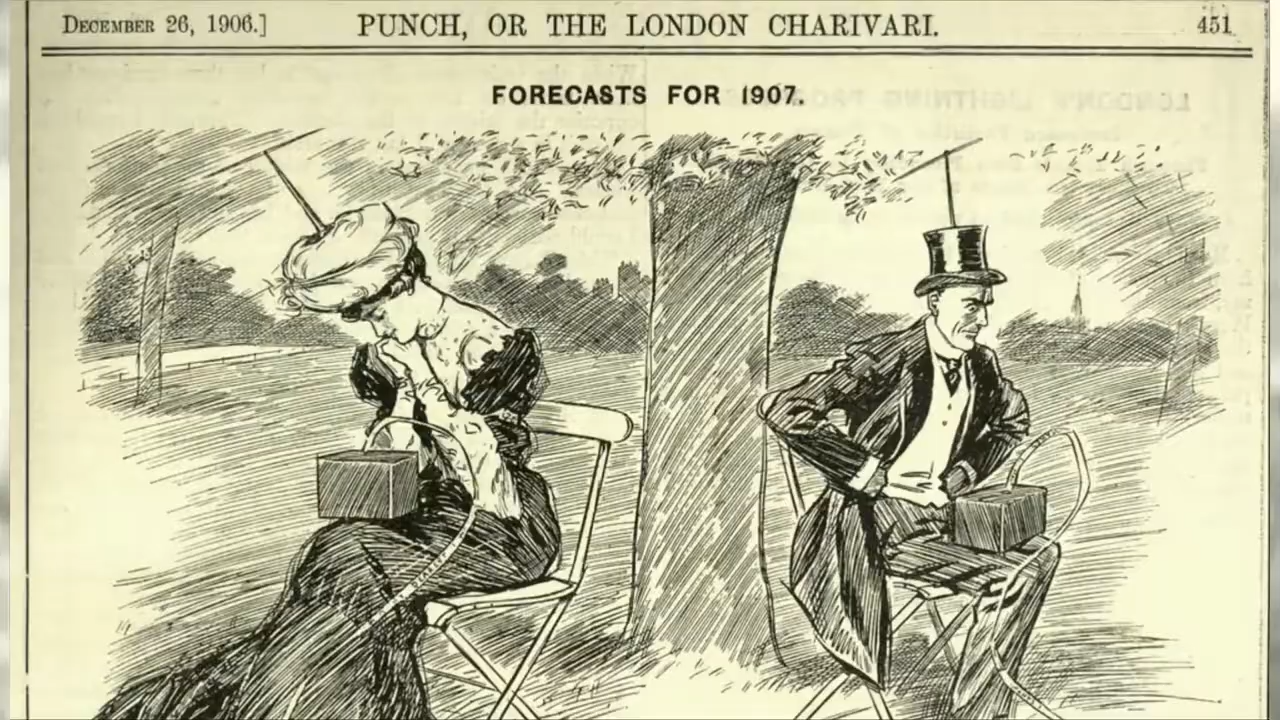 DECEMBER 26, 1906.] PUNCH, OR THE LONDON CHARIVARI. 451
FORECASTS FOR 1907.